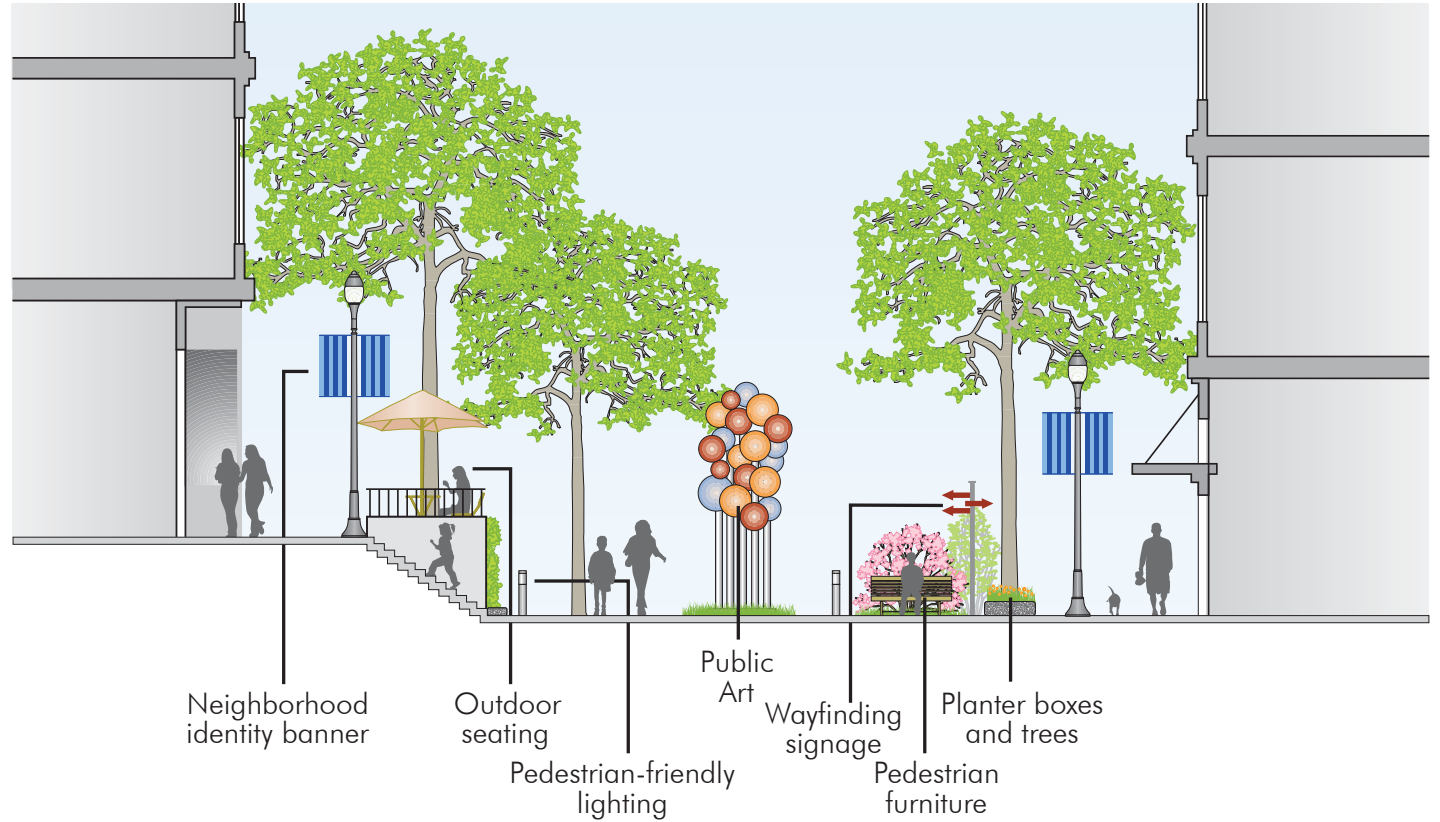 Neighborhood
identity banner
Outdoor
seating
Pedestrian-friendly
lighting
Public
Art
Wayfinding
signage
Pedestrian
furniture
Planter boxes
and trees